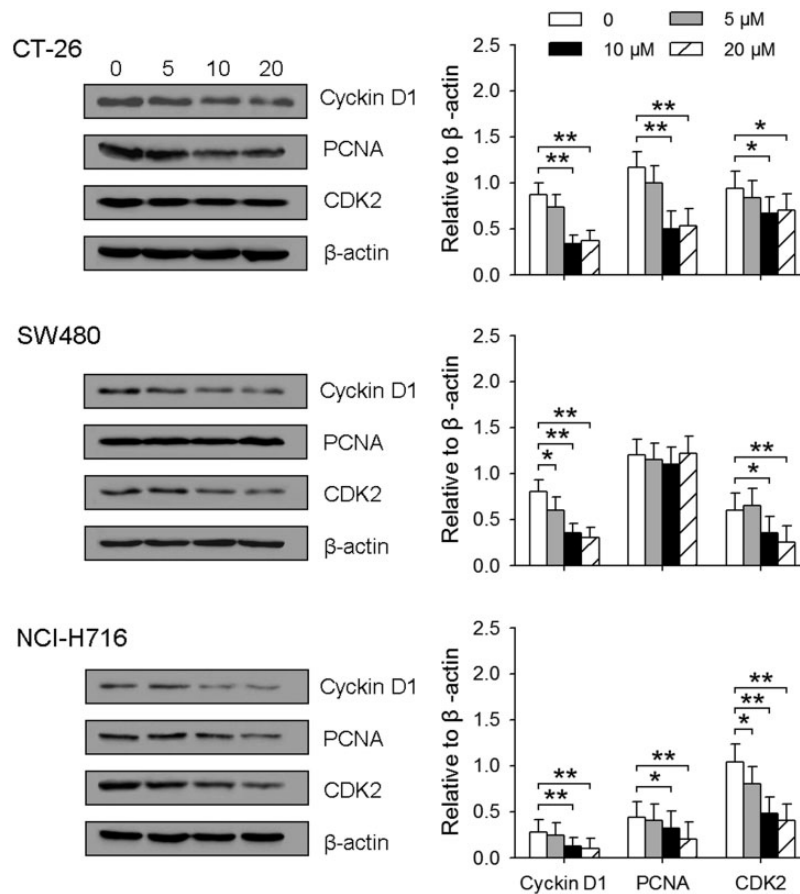 CT-26
0 5 10 20
Cyckin D1
PCNA
CDK2
β-actin
0 5 μM
10 μM 20 μM
Relative to β -actin
2.5
2.0
1.5
1.0
0.5
0.0
** ** *
** ** *
SW480
Cyckin D1
PCNA
CDK2
β-actin
Relative to β -actin
2.5
2.0
1.5
1.0
0.5
0.0
** **
** *
*
NCI-H716
Cyckin D1
PCNA
CDK2
β-actin
Relative to β -actin
2.5
2.0
1.5
1.0
0.5
0.0
** ** **
** * **
*
Cyckin D1 PCNA CDK2